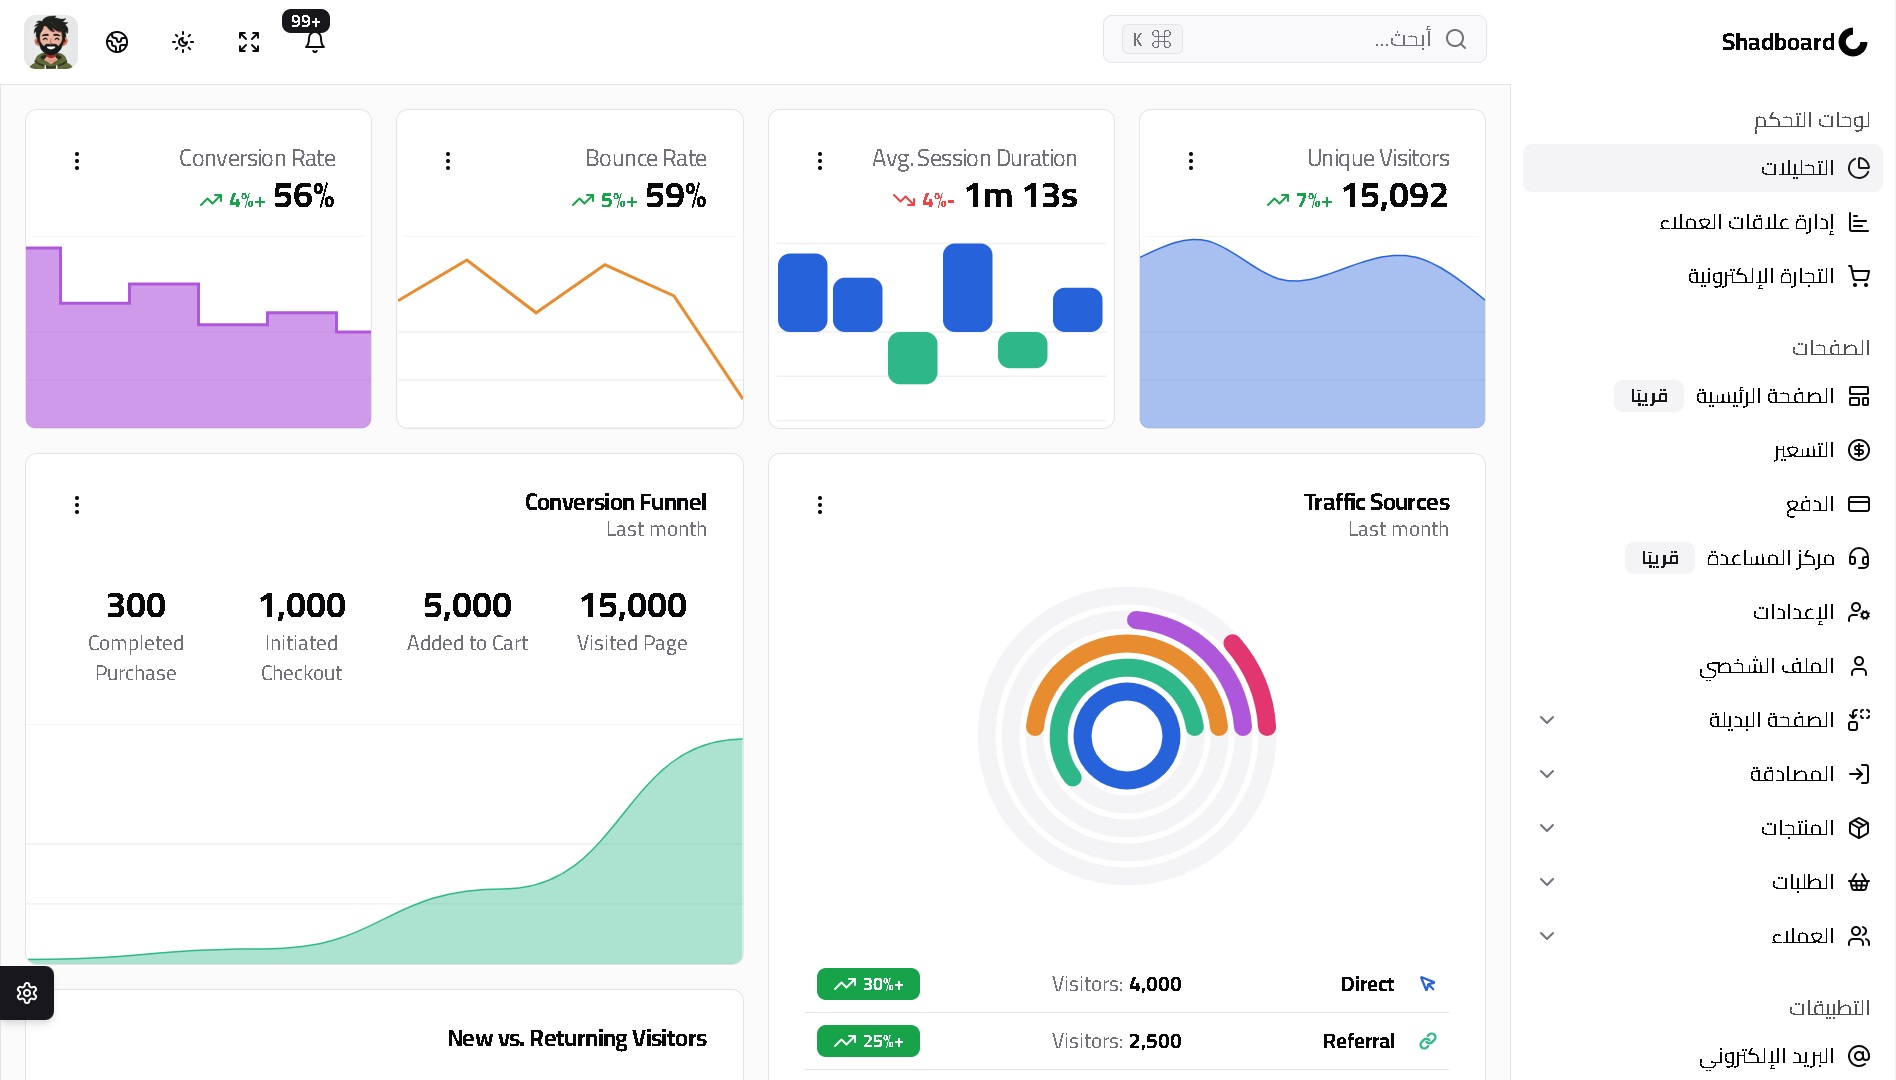 Shadboard
أبحث...
K
99+
لوحات التحكم
التحليلات
إدارة علاقات العملاء
التجارة الإلكترونية
الصفحات
الصفحة الرئيسية
قريبًا
التسعير
الدفع
مركز المساعدة
قريبًا
الإعدادات
الملف الشخصي
الصفحة البديلة
المصادقة
المنتجات
الطلبات
العملاء
التطبيقات
البريد الإلكتروني
Unique Visitors
15,092
7%+
Avg. Session Duration
1m 13s
4%-
Bounce Rate
59%
5%+
Conversion Rate
56%
4%+
Traffic Sources
Last month
Direct
Visitors: 4,000
30%+
Referral
Visitors: 2,500
25%+
Conversion Funnel
Last month
15,000
Visited Page
5,000
Added to Cart
1,000
Initiated
Checkout
300
Completed
Purchase
New vs. Returning Visitors